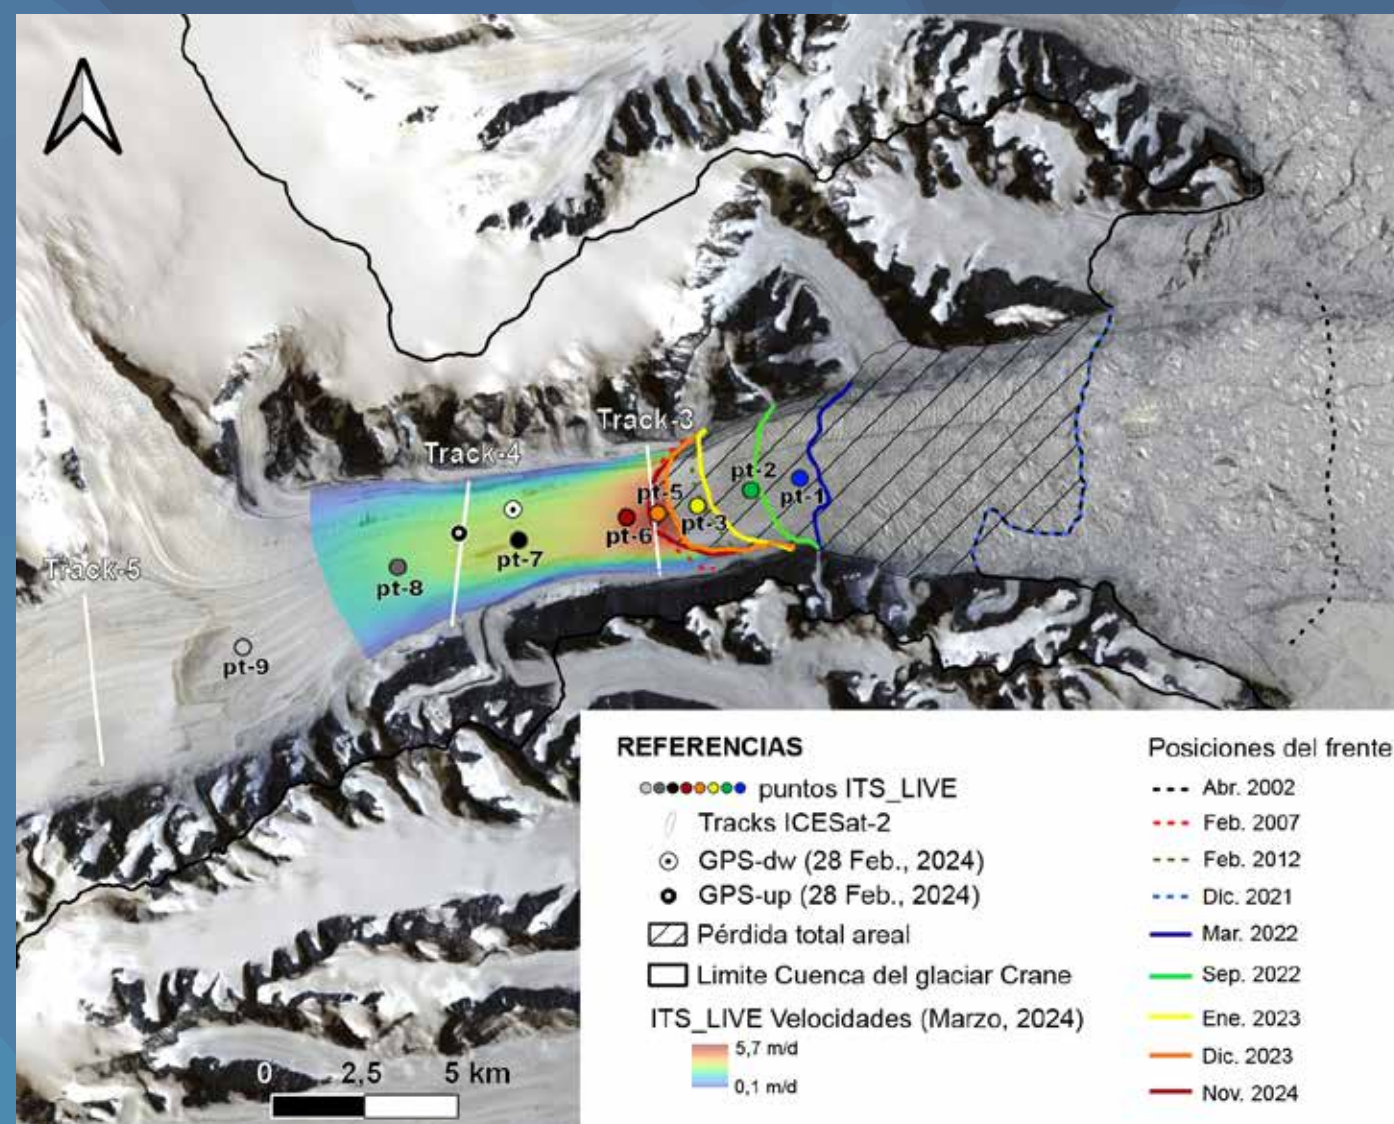 Track-3
Track-4
pt-2
pt-1
pt-5
pt-3
pt-6
pt-7
Track-5
pt-8
pt-9
REFERENCIAS
puntos ITS_LIVE
Tracks ICESat-2
GPS-dw (28 Feb., 2024)
GPS-up (28 Feb., 2024)
Pérdida total areal
Limite Cuenca del glaciar Crane
ITS_LIVE Velocidades (Marzo, 2024)
5,7 m/d
0,1 m/d
Posiciones del frente
Abr. 2002
Feb. 2007
Feb. 2012
Dic. 2021
Mar. 2022
Sep. 2022
Ene. 2023
Dic. 2023
Nov. 2024
0 2,5 5 km